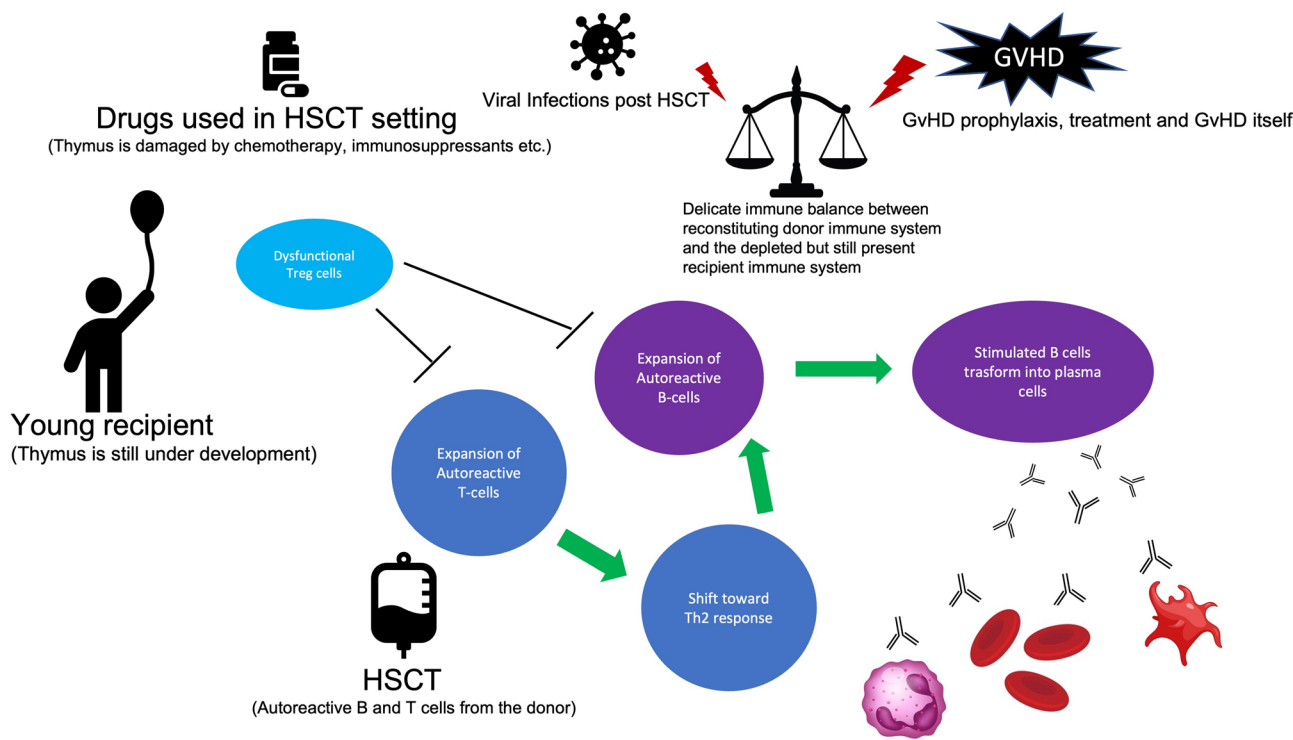 GVHD
Viral Infections post HSCT
Drugs used in HSCT setting
(Thymus is damaged by chemotherapy, immunosuppressants etc.)
GvHD prophylaxis, treatment and GvHD itself
Delicate immune balance between
reconstituting donor immune system
and the depleted but still present
recipient immune system
Dysfunctional
Treg cells
Young recipient
(Thymus is still under development)
Expansion of
Autoreactive
B-cells
Stimulated B cells
trasform into plasma
cells
Expansion of
Autoreactive
T-cells
Shift toward
Th2 response
HSCT
(Autoreactive B and T cells from the donor)